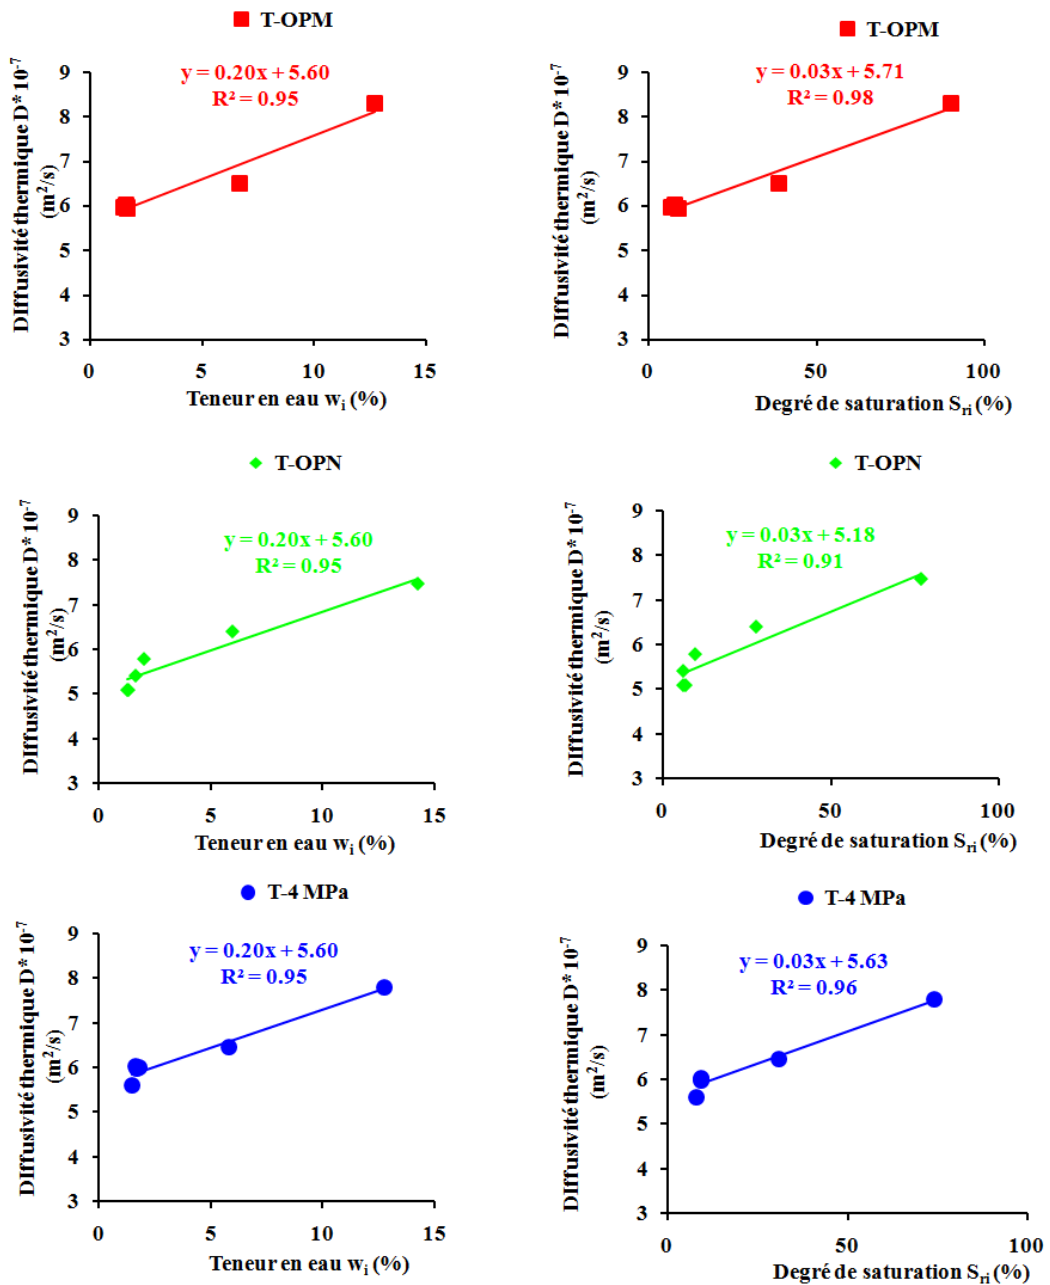 T-OPM
y = 0.20x + 5.60
R² = 0.95
DIffusivité thermique D* 10⁻⁷
(m²/s)
9
8
7
6
5
4
3
0 5 10 15
Teneur en eau wᵢ (%)
T-OPM
y = 0.03x + 5.71
R² = 0.98
DIffusivité thermique D* 10⁻⁷
(m²/s)
9
8
7
6
5
4
3
0 50 100
Degré de saturation Sᵣᵢ (%)
T-OPN
y = 0.20x + 5.60
R² = 0.95
DIffusivité thermique D* 10⁻⁷
(m²/s)
9
8
7
6
5
4
3
0 5 10 15
Teneur en eau wᵢ (%)
T-OPN
y = 0.03x + 5.18
R² = 0.91
DIffusivité thermique D* 10⁻⁷
(m²/s)
9
8
7
6
5
4
3
0 50 100
Degré de saturation Sᵣᵢ (%)
T-4 MPa
y = 0.20x + 5.60
R² = 0.95
DIffusivité thermique D* 10⁻⁷
(m²/s)
9
8
7
6
5
4
3
0 5 10 15
Teneur en eau wᵢ (%)
T-4 MPa
y = 0.03x + 5.63
R² = 0.96
DIffusivité thermique D* 10⁻⁷
(m²/s)
9
8
7
6
5
4
3
0 50 100
Degré de saturation Sᵣᵢ (%)